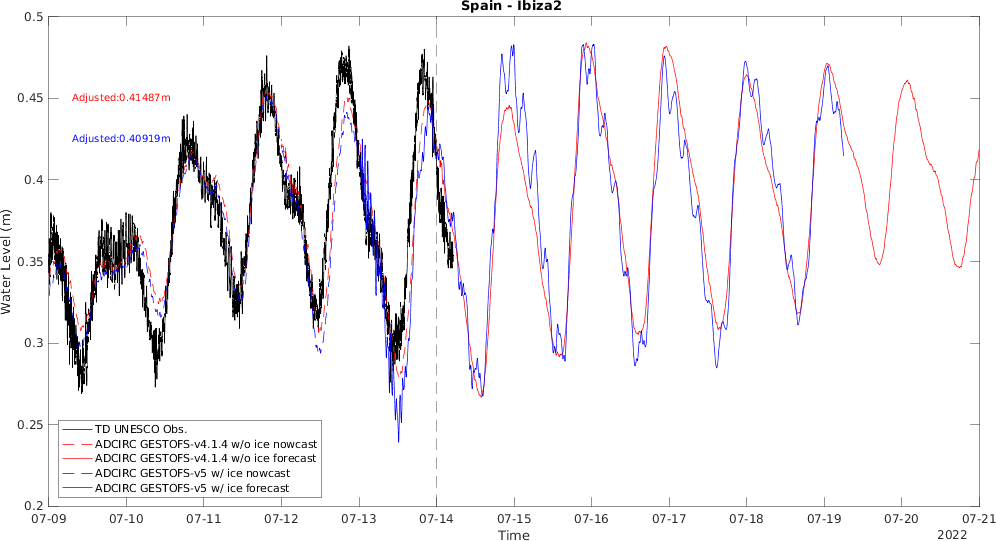 Spain - Ibiza2
0.5
0.45
0.4
0.35
0.3
0.25
0.2
Water Level (m)
Adjusted:0.41487m
Adjusted:0.40919m
TD UNESCO Obs.
ADCIRC GESTOFS-v4.1.4 w/o ice nowcast
ADCIRC GESTOFS-v4.1.4 w/o ice forecast
ADCIRC GESTOFS-v5 w/ ice nowcast
ADCIRC GESTOFS-v5 w/ ice forecast
07-09 07-10 07-11 07-12 07-13 07-14 07-15 07-16 07-17 07-18 07-19 07-20 07-21
Time
2022